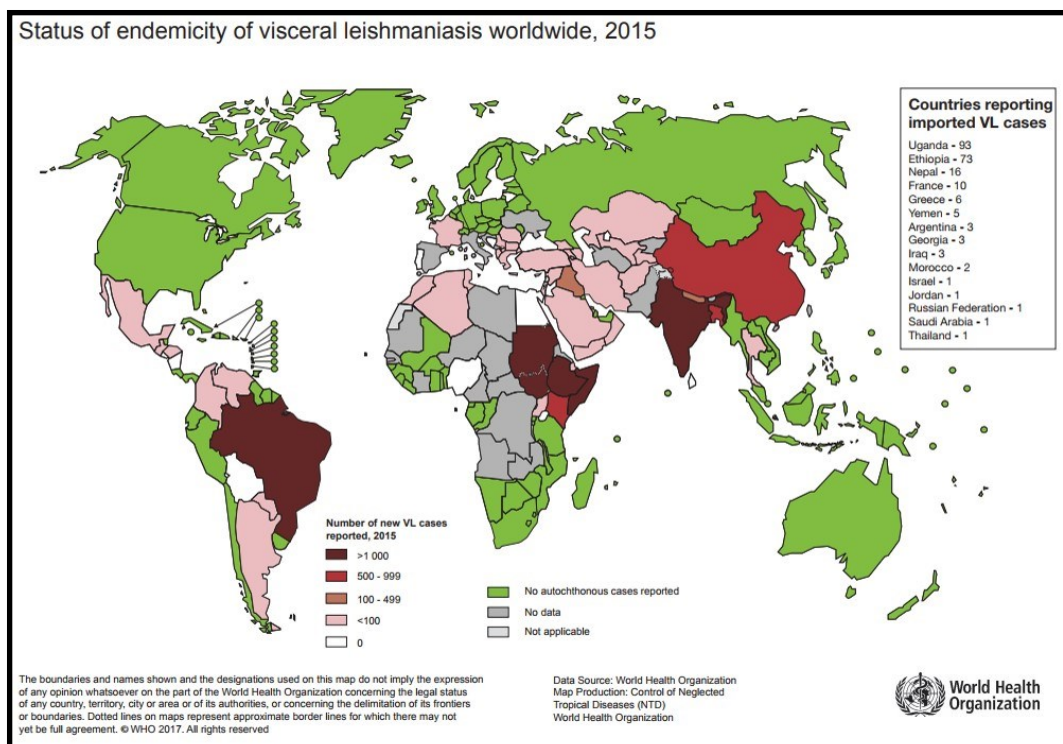 Status of endemicity of visceral leishmaniasis worldwide, 2015
Countries reporting
imported VL cases
Uganda - 93
Ethiopia - 73
Nepal - 16
France - 10
Greece - 6
Yemen - 5
Argentina - 3
Georgia - 3
Iraq - 3
Morocco - 2
Israel - 1
Jordan - 1
Russian Federation - 1
Saudi Arabia - 1
Thailand - 1
Number of new VL cases
reported, 2015
>1 000
500 - 999
100 - 499
<100
0
No autochthonous cases reported
No data
Not applicable
The boundaries and names shown and the designations used on this map do not imply the expression
of any opinion whatsoever on the part of the World Health Organization concerning the legal status
of any country, territory, city or area or of its authorities, or concerning the delimitation of its frontiers
or boundaries. Dotted lines on maps represent approximate border lines for which there may not
yet be full agreement. © WHO 2017. All rights reserved
Data Source: World Health Organization
Map Production: Control of Neglected
Tropical Diseases (NTD)
World Health Organization
World Health
Organization